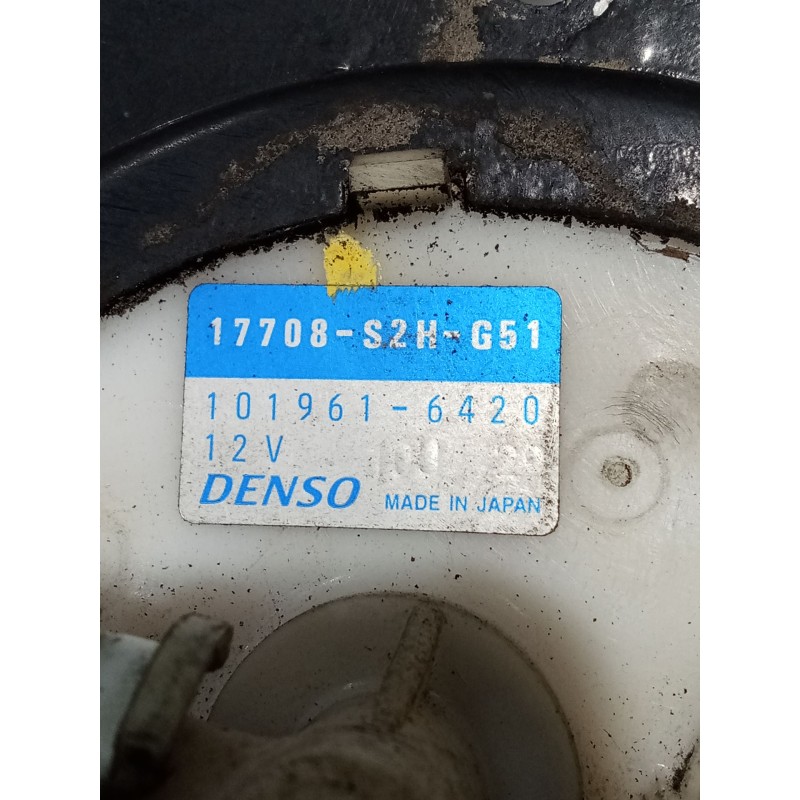 17708-S2H-G51
101961-6420
12V
DENSO MADE IN JAPAN